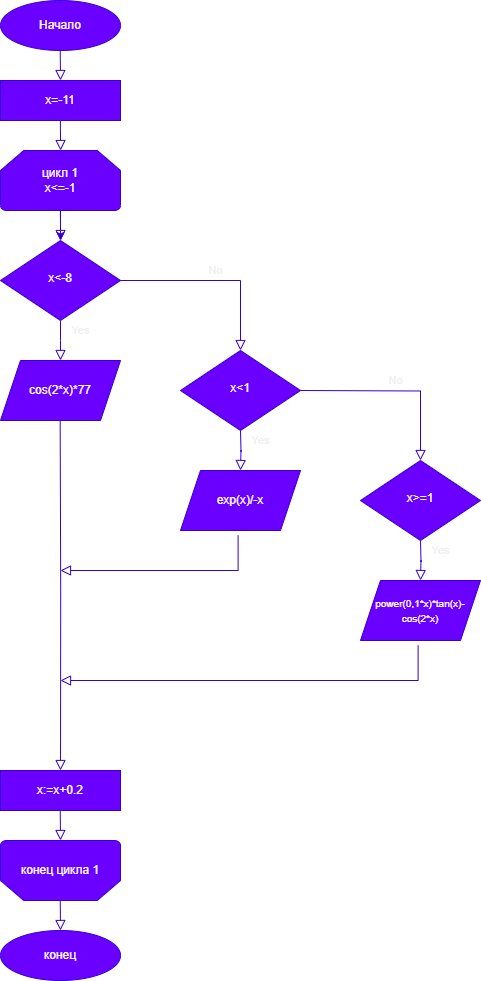 Начало
x=-11
цикл 1
x<=-1
x<-8
No
Yes
cos(2*x)*77
x<1
No
Yes
exp(x)/-x
x>=1
Yes
power(0,1*x)*tan(x)-
cos(2*x)
x:=x+0.2
конец цикла 1
конец